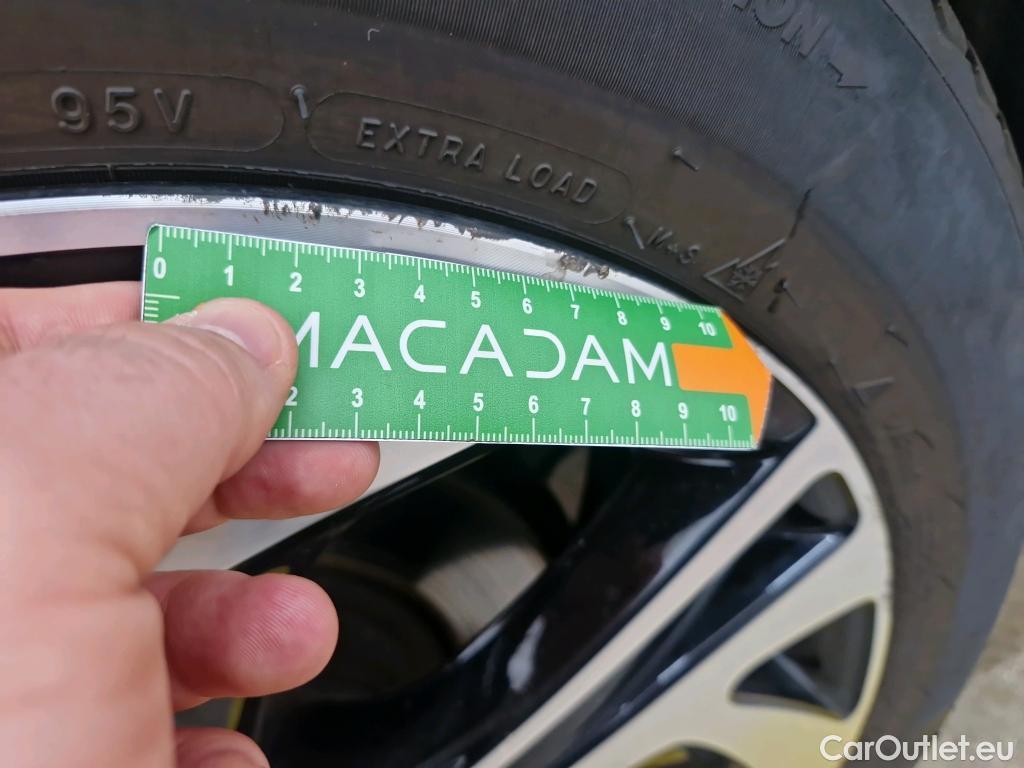 95V
EXTRA LOAD
M+S
0 1 2 3 4 5 6 7 8 9 10
MACADAM
2 3 4 5 6 7 8 9 10
CarOutlet.eu